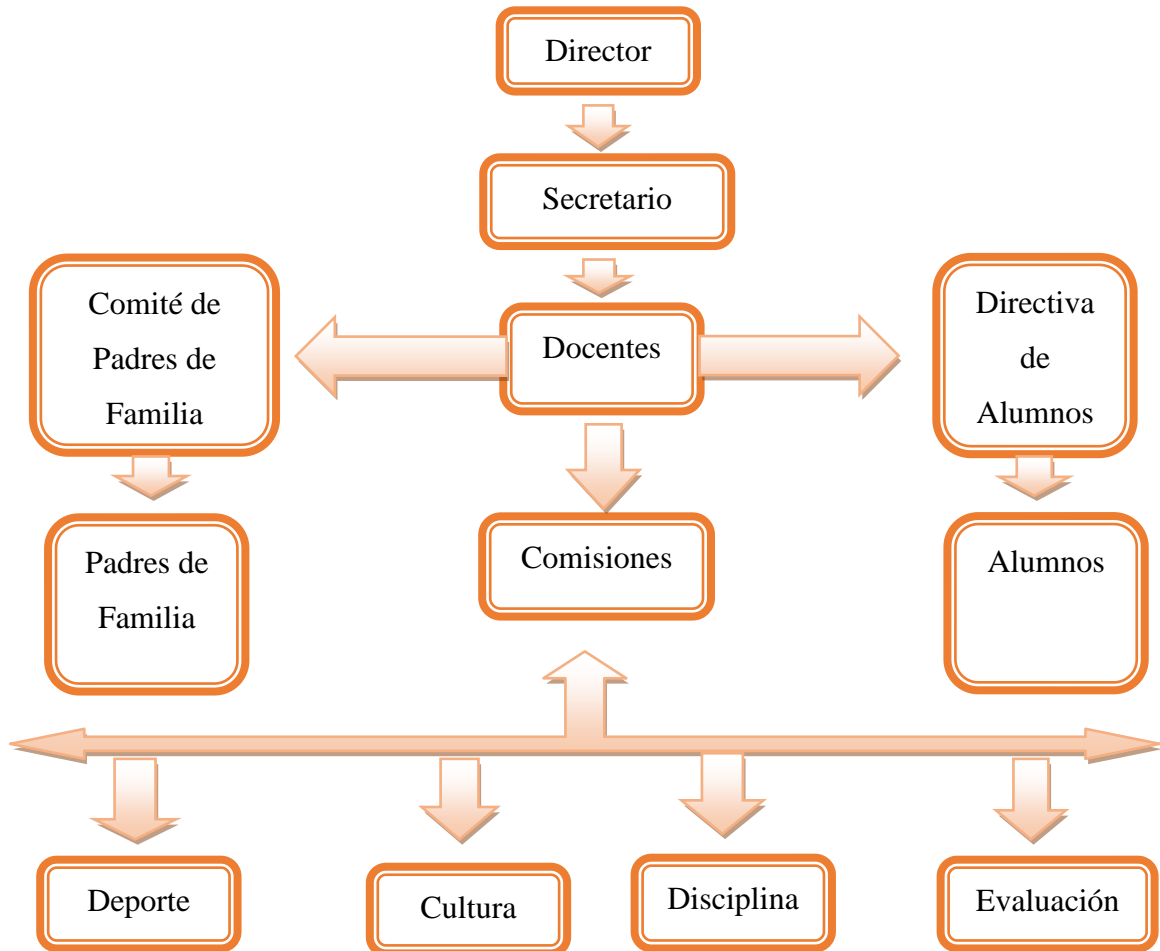 Director
Secretario
Comité de
Padres de
Familia
Docentes
Directiva
de
Alumnos
Padres de
Familia
Comisiones
Alumnos
Deporte
Cultura
Disciplina
Evaluación